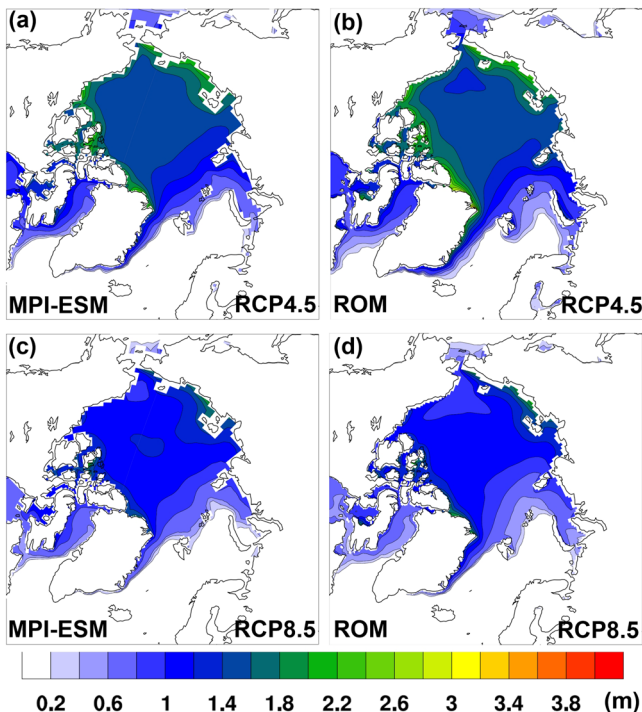 (a)
(b)
MPI-ESM RCP4.5
ROM RCP4.5
(c)
(d)
MPI-ESM RCP8.5
ROM RCP8.5
0.2 0.6 1 1.4 1.8 2.2 2.6 3 3.4 3.8 (m)